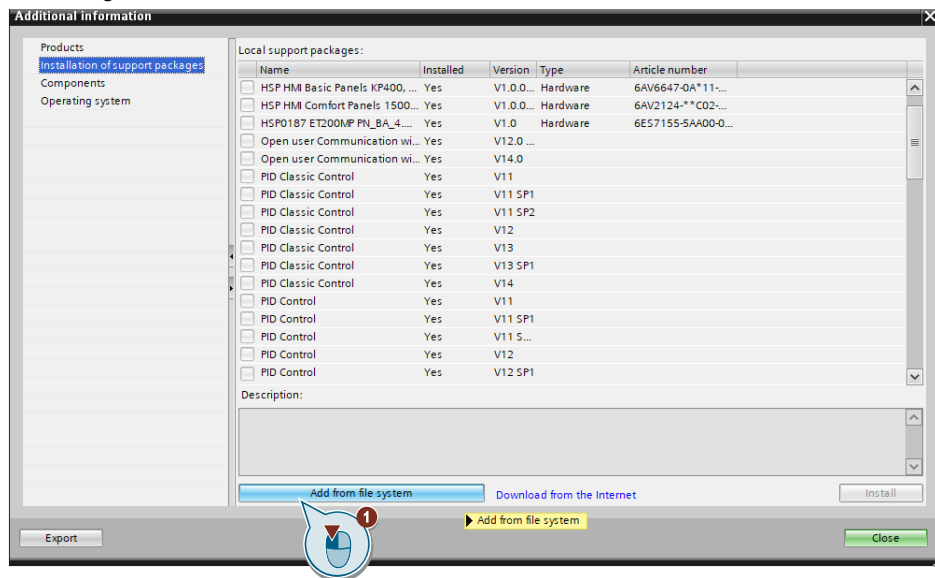 Additional information
Products
Installation of support packages
Components
Operating system
Local support packages:
Name Installed Version Type Article number
HSP HMI Basic Panels KP400, ... Yes V1.0.0... Hardware 6AV6647-0A*11-...
HSP HMI Comfort Panels 1500... Yes V1.0.0... Hardware 6AV2124-**C02-...
HSP0187 ET200MP PN_BA_4.... Yes V1.0 Hardware 6ES7155-5AA00-0...
Open user Communication wi... Yes V12.0 ...
Open user Communication wi... Yes V14.0
PID Classic Control Yes V11
PID Classic Control Yes V11 SP1
PID Classic Control Yes V11 SP2
PID Classic Control Yes V12
PID Classic Control Yes V13
PID Classic Control Yes V13 SP1
PID Classic Control Yes V14
PID Control Yes V11
PID Control Yes V11 SP1
PID Control Yes V11 S...
PID Control Yes V12
PID Control Yes V12 SP1
Description:
Add from file system Download from the Internet Install
1
Add from file system
Export Close